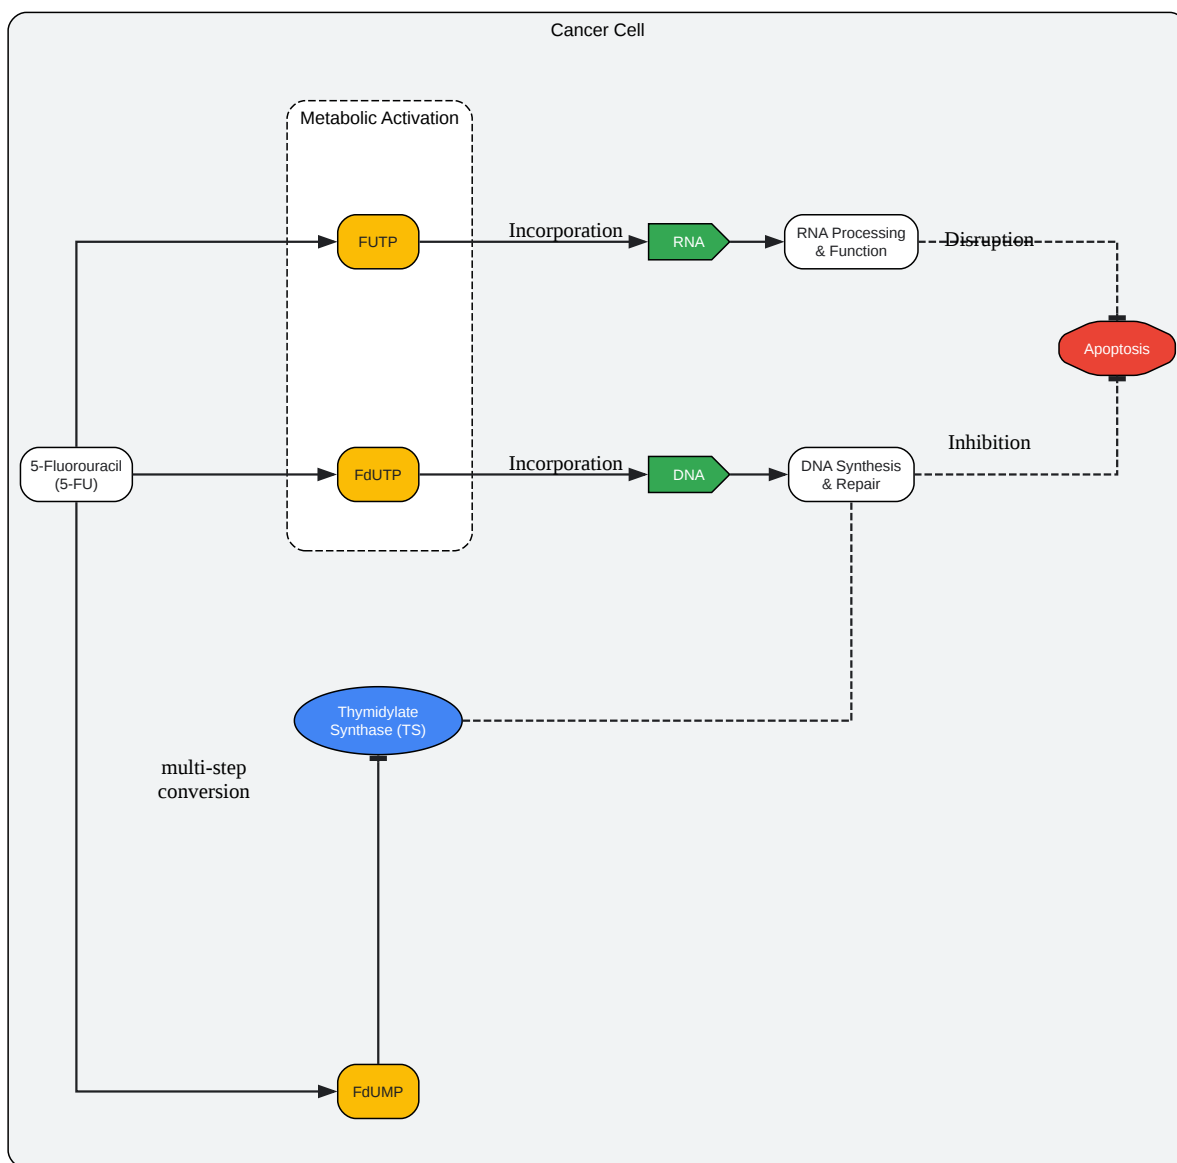 Cancer Cell
Metabolic Activation
FUTP
Incorporation
RNA
RNA Processing
& Function
Disruption
Apoptosis
5-Fluorouracil
(5-FU)
FdUTP
Incorporation
DNA
DNA Synthesis
& Repair
Inhibition
Thymidylate
Synthase (TS)
multi-step
conversion
FdUMP